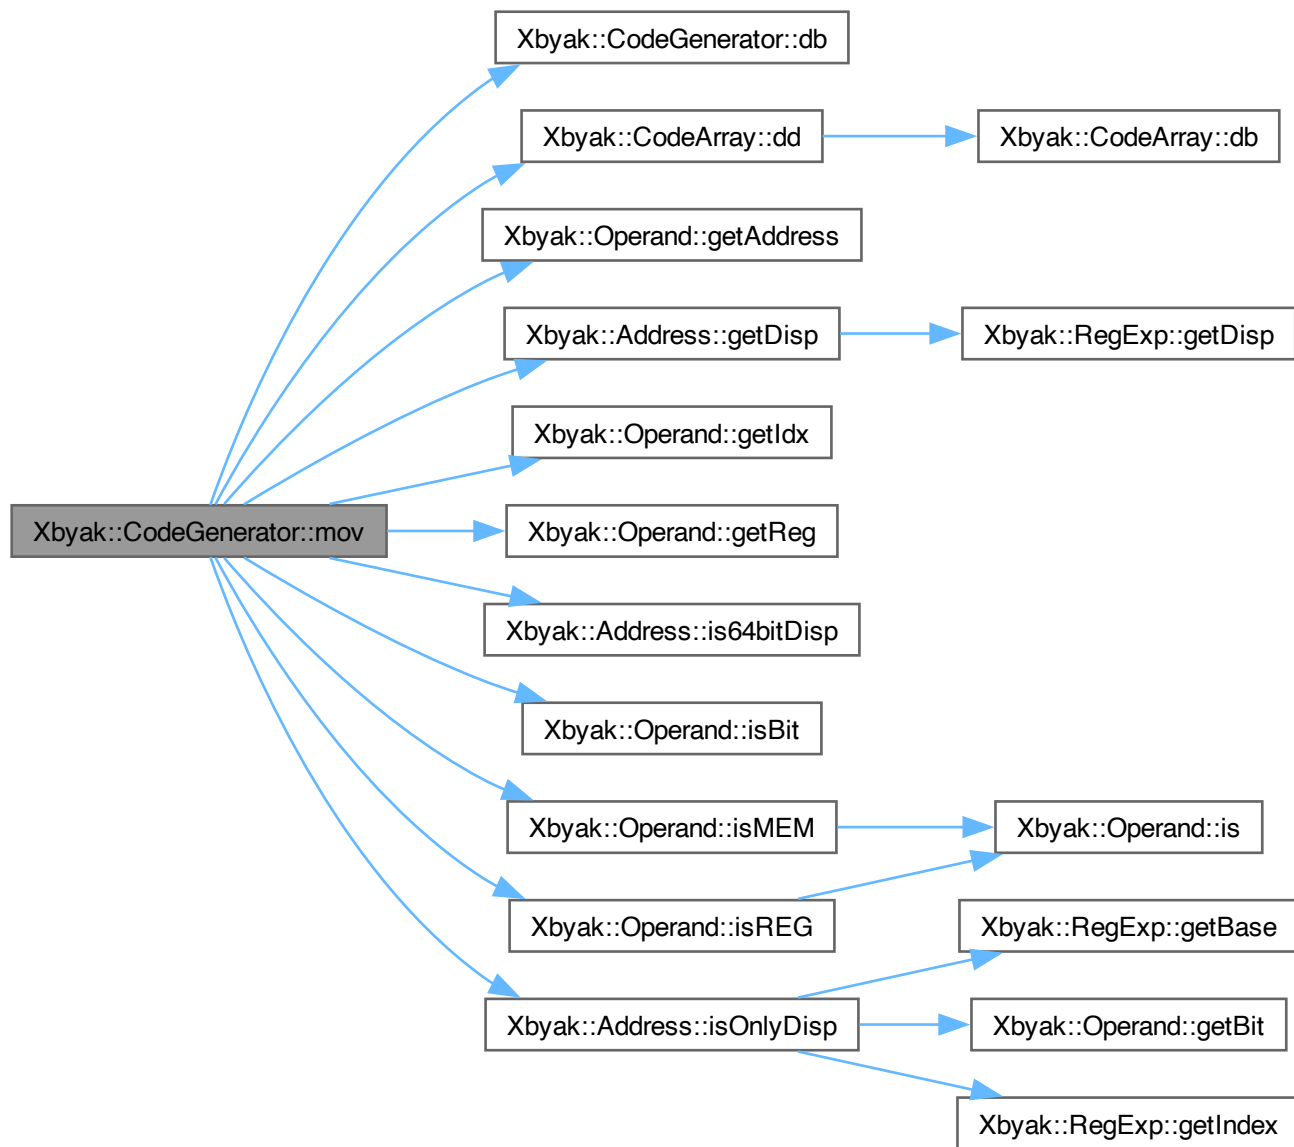 Xbyak::CodeGenerator::db
Xbyak::CodeArray::dd
Xbyak::CodeArray::db
Xbyak::Operand::getAddress
Xbyak::Address::getDisp
Xbyak::RegExp::getDisp
Xbyak::Operand::getIdx
Xbyak::CodeGenerator::mov
Xbyak::Operand::getReg
Xbyak::Address::is64bitDisp
Xbyak::Operand::isBit
Xbyak::Operand::isMEM
Xbyak::Operand::is
Xbyak::Operand::isREG
Xbyak::RegExp::getBase
Xbyak::Address::isOnlyDisp
Xbyak::Operand::getBit
Xbyak::RegExp::getIndex